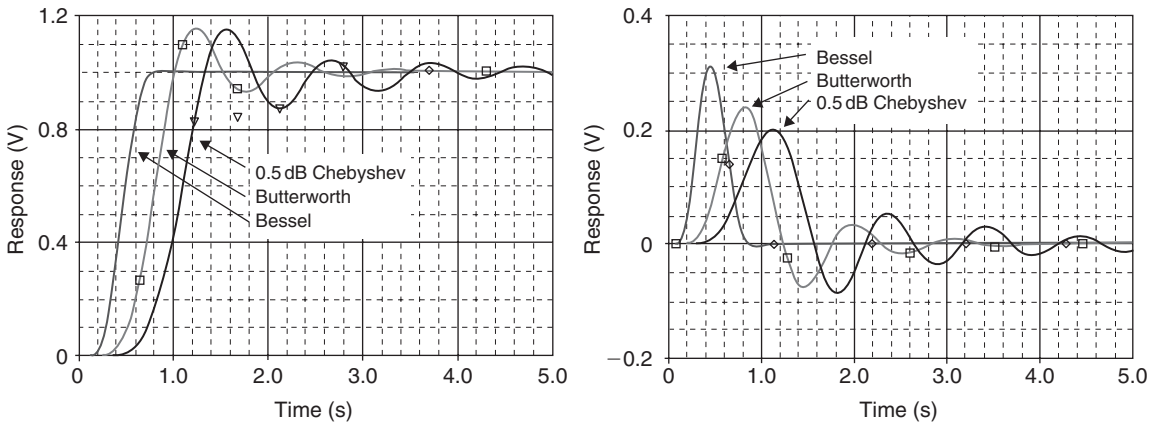 1.2
0.8
0.4
0
Response (V)
0.5 dB Chebyshev
Butterworth
Bessel
0 1.0 2.0 3.0 4.0 5.0
Time (s)
0.4
0.2
0
−0.2
Response (V)
Bessel
Butterworth
0.5 dB Chebyshev
0 1.0 2.0 3.0 4.0 5.0
Time (s)